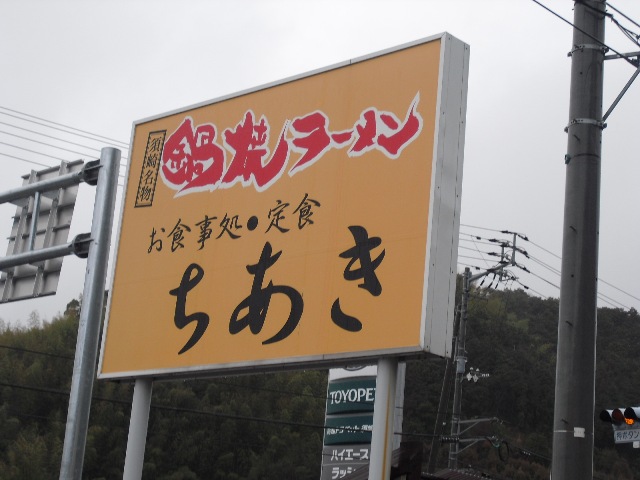 須崎名物
鍋焼ラーメン
お食事処・定食
ちあき
TOYOPET
ハイエース